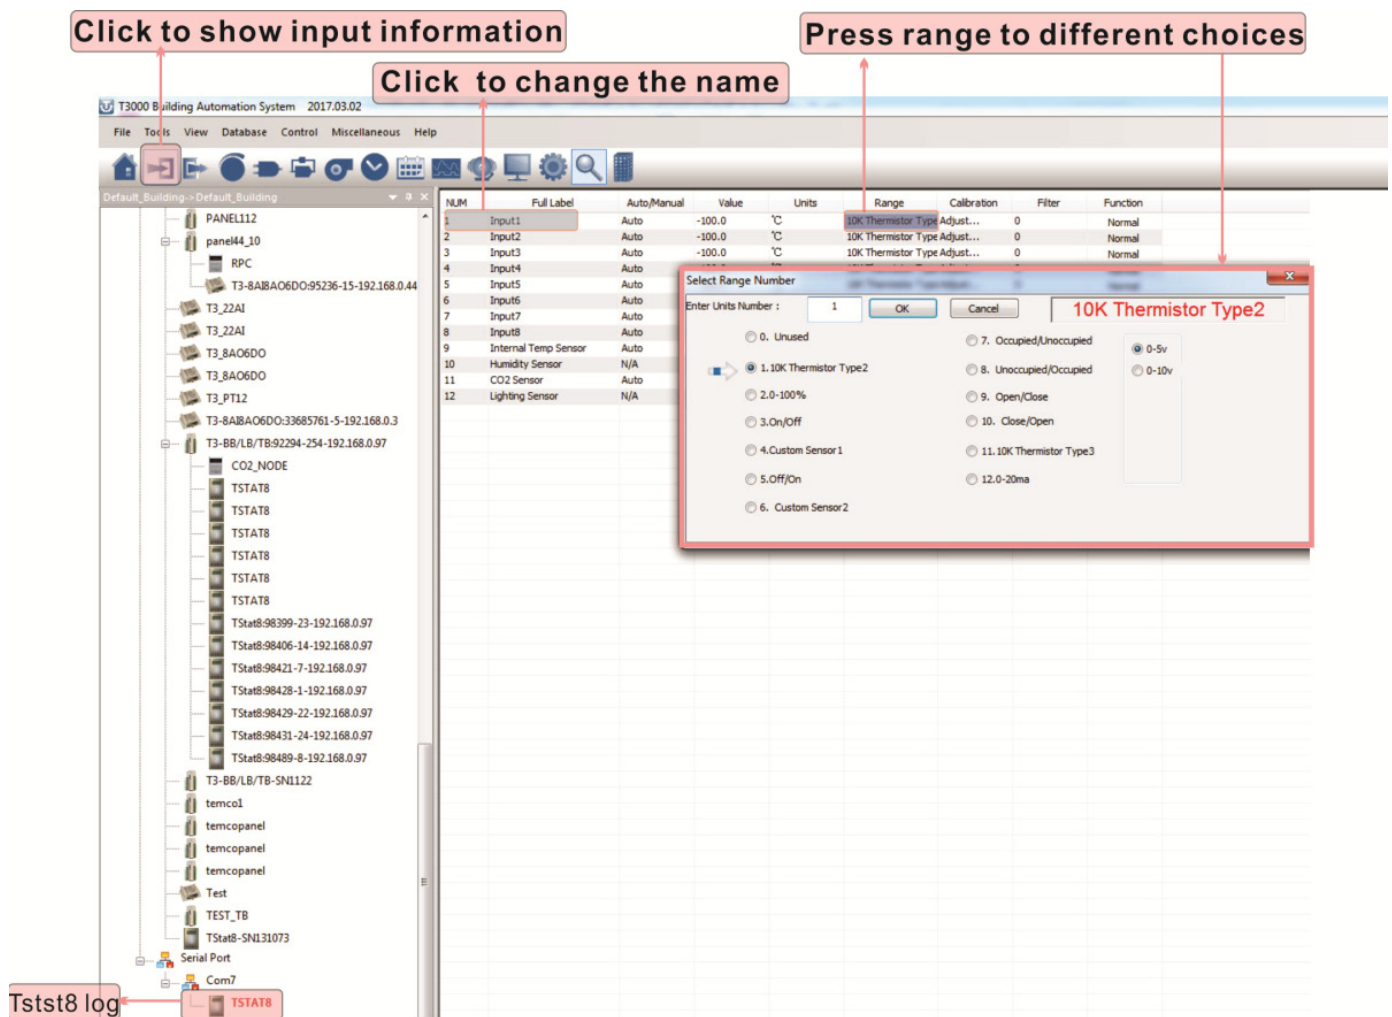 Click to show input information
Press range to different choices
Click to change the name
T3000 Building Automation System 2017.03.02
File Tools View Database Control Miscellaneous Help
Default_Building->Default_Building
PANEL112
panel44_10
RPC
T3-8AI8AO6DO:95236-15-192.168.0.44
T3_22AI
T3_22AI
T3_8AO6DO
T3_8AO6DO
T3_PT12
T3-8AI8AO6DO:33685761-5-192.168.0.3
T3-BB/LB/TB:92294-254-192.168.0.97
CO2_NODE
TSTAT8
TSTAT8
TSTAT8
TSTAT8
TSTAT8
TSTAT8
TStat8:98399-23-192.168.0.97
TStat8:98406-14-192.168.0.97
TStat8:98421-7-192.168.0.97
TStat8:98428-1-192.168.0.97
TStat8:98429-22-192.168.0.97
TStat8:98431-24-192.168.0.97
TStat8:98489-8-192.168.0.97
T3-BB/LB/TB-SN1122
temco1
temcopanel
temcopanel
temcopanel
Test
TEST_TB
TStat8-SN131073
Serial Port
Com7
TSTAT8
Tstst8 log
NUM Full Label Auto/Manual Value Units Range Calibration Filter Function
1 Input1 Auto -100.0 °C 10K Thermistor Type Adjust... 0 Normal
2 Input2 Auto -100.0 °C 10K Thermistor Type Adjust... 0 Normal
3 Input3 Auto -100.0 °C 10K Thermistor Type Adjust... 0 Normal
4 Input4 Auto
5 Input5 Auto
6 Input6 Auto
7 Input7 Auto
8 Input8 Auto
9 Internal Temp Sensor Auto
10 Humidity Sensor N/A
11 CO2 Sensor Auto
12 Lighting Sensor N/A
Select Range Number
Enter Units Number : 1 OK Cancel 10K Thermistor Type2
0. Unused
1.10K Thermistor Type2
2.0-100%
3.On/Off
4.Custom Sensor1
5.Off/On
6. Custom Sensor2
7. Occupied/Unoccupied
8. Unoccupied/Occupied
9. Open/Close
10. Close/Open
11.10K Thermistor Type3
12.0-20ma
0-5v
0-10v